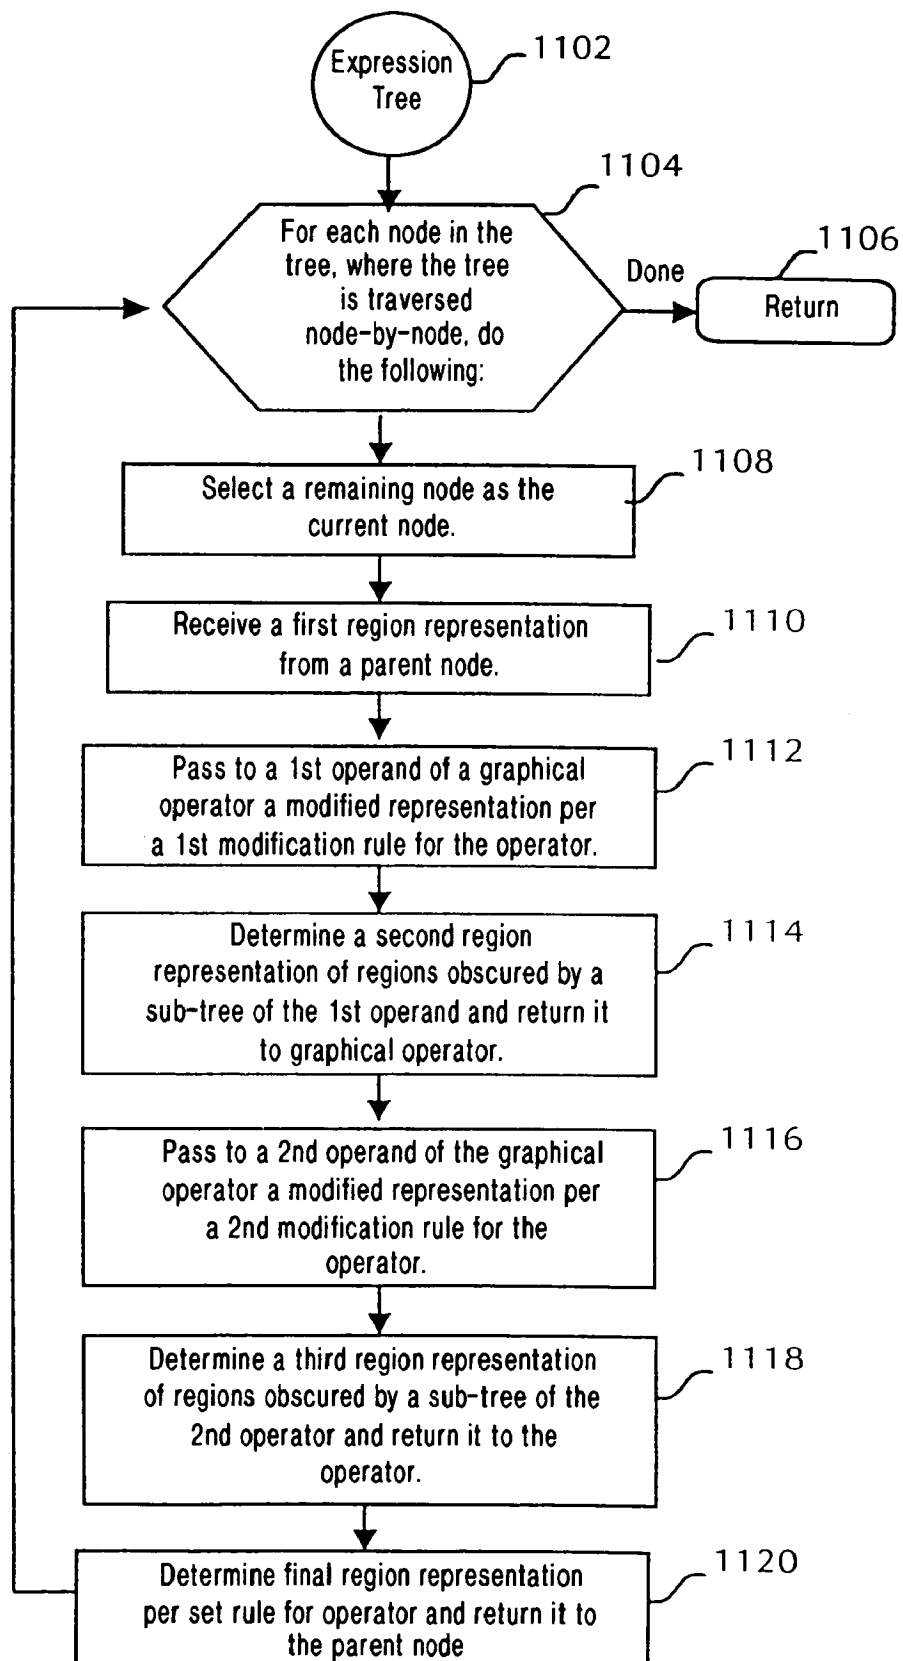 Expression
Tree
1102
1104
For each node in the
tree, where the tree
is traversed
node-by-node, do
the following:
Done
1106
Return
1108
Select a remaining node as the
current node.
1110
Receive a first region representation
from a parent node.
1112
Pass to a 1st operand of a graphical
operator a modified representation per
a 1st modification rule for the operator.
1114
Determine a second region
representation of regions obscured by a
sub-tree of the 1st operand and return it
to graphical operator.
1116
Pass to a 2nd operand of the graphical
operator a modified representation per
a 2nd modification rule for the
operator.
1118
Determine a third region representation
of regions obscured by a sub-tree of the
2nd operator and return it to the
operator.
1120
Determine final region representation
per set rule for operator and return it to
the parent node